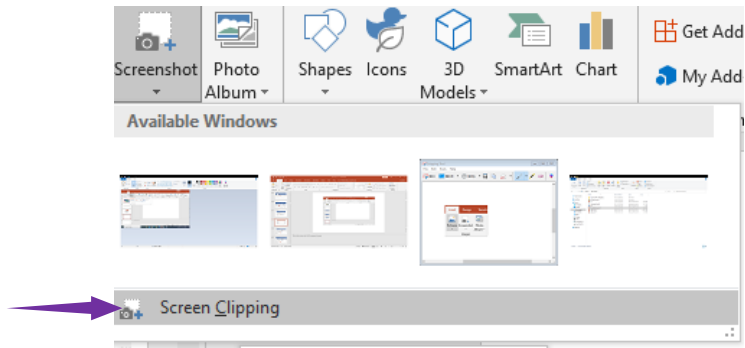 Screenshot Photo Album Shapes Icons 3D Models SmartArt Chart Get Add
My Add
Available Windows
Screen Clipping